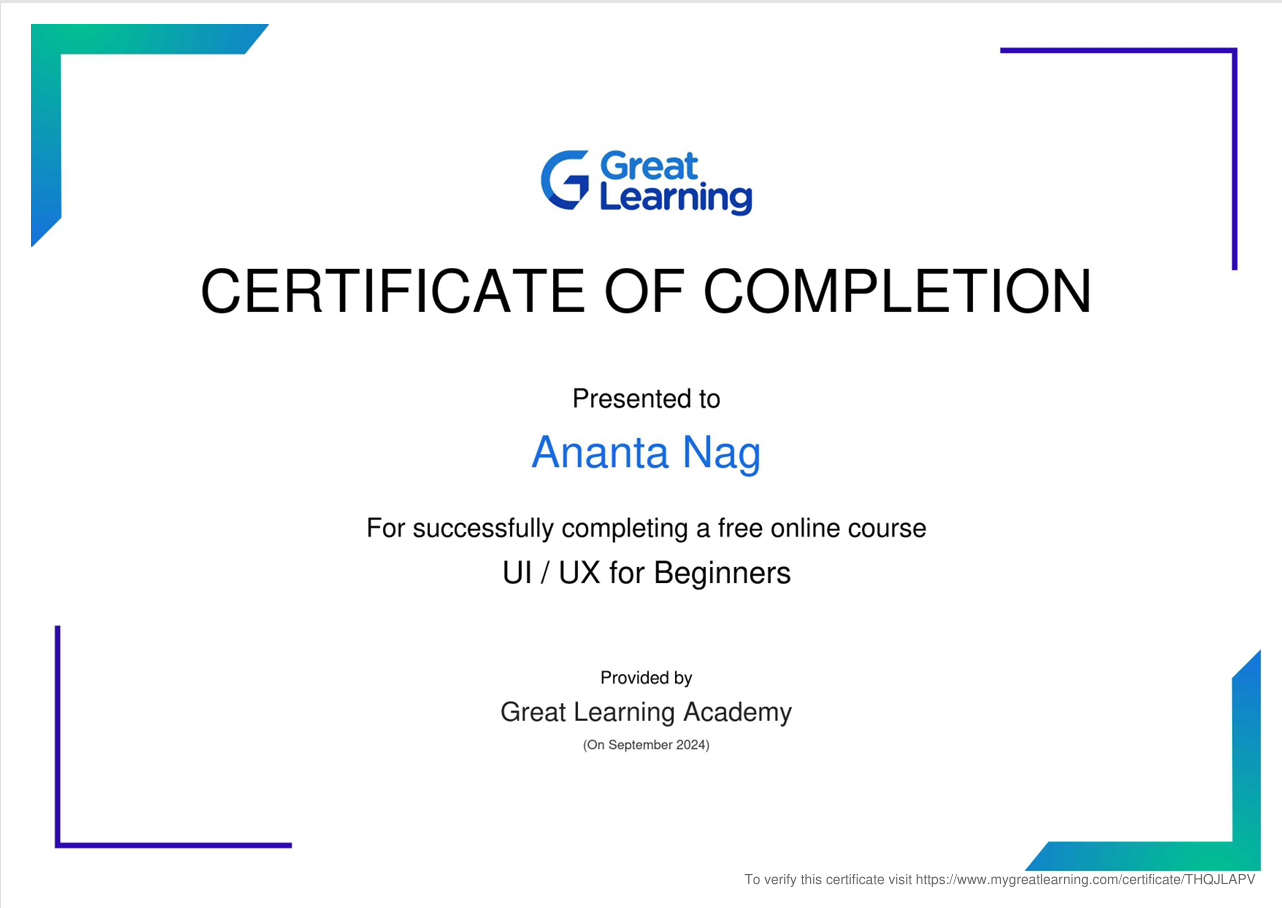 Great
Learning
CERTIFICATE OF COMPLETION
Presented to
Ananta Nag
For successfully completing a free online course
UI / UX for Beginners
Provided by
Great Learning Academy
(On September 2024)
To verify this certificate visit https://www.mygreatlearning.com/certificate/THQJLAPV